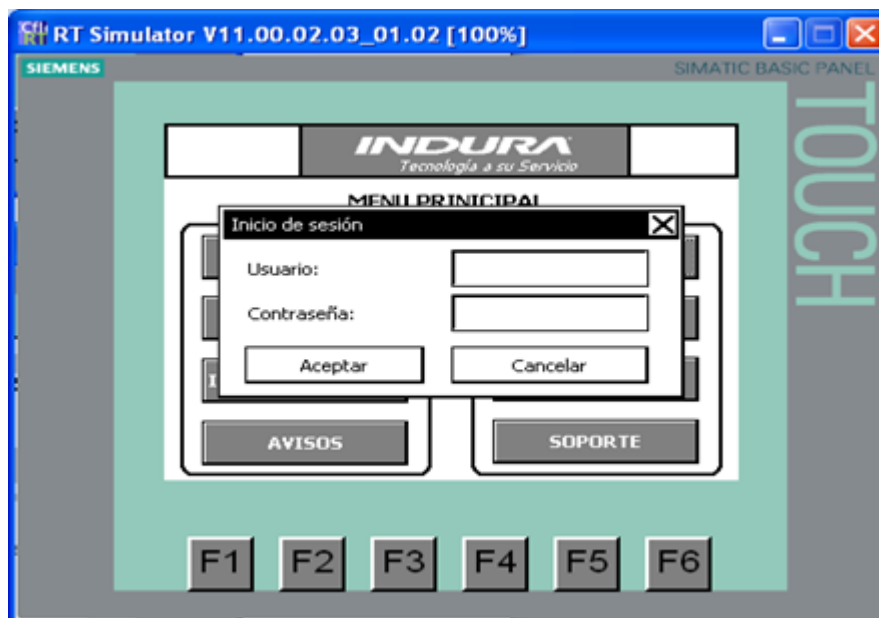 RT Simulator V11.00.02.03_01.02 [100%]
SIEMENS
SIMATIC BASIC PANEL
TOUCH
INDURA
Tecnología a su Servicio
MENU PRINICIPAL
Inicio de sesión
Usuario:
Contraseña:
Aceptar Cancelar
AVISOS SOPORTE
F1 F2 F3 F4 F5 F6